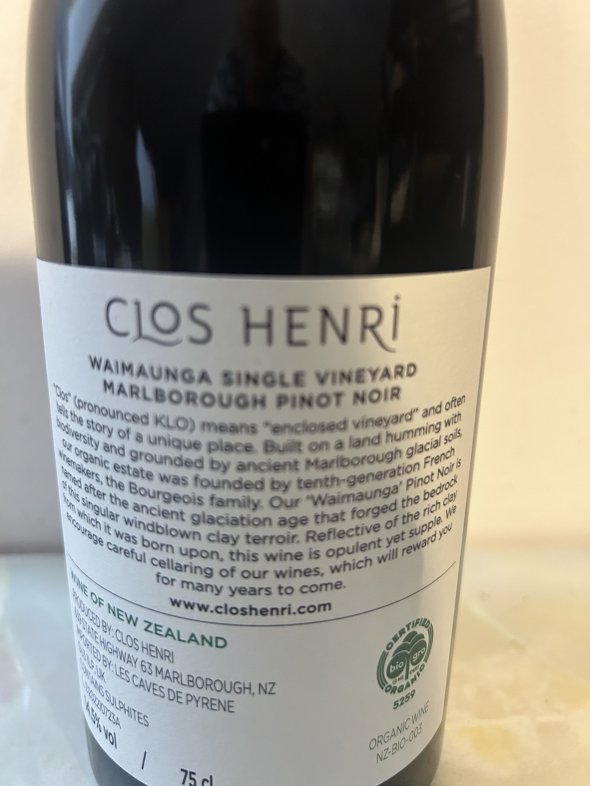 CLOS HENRI
WAIMAUNGA SINGLE VINEYARD
MARLBOROUGH PINOT NOIR
"Clos" (pronounced KLO) means "enclosed vineyard" and often
tells the story of a unique place. Built on a land humming with
biodiversity and grounded by ancient Marlborough glacial soils,
our organic estate was founded by tenth-generation French
winemakers, the Bourgeois family. Our 'Waimaunga' Pinot Noir is
named after the ancient glaciation age that forged the bedrock
of this singular windblown clay terroir. Reflective of the rich clay
from which it was born upon, this wine is opulent yet supple. We
encourage careful cellaring of our wines, which will reward you
for many years to come.
www.closhenri.com
WINE OF NEW ZEALAND
PRODUCED BY: CLOS HENRI
STATE HIGHWAY 63 MARLBOROUGH, NZ
IMPORTED BY: LES CAVES DE PYRENE
UK
CONTAINING SULPHITES
vol / 75 cl
CERTIFIED
bio gro
ORGANIC
5259
ORGANIC WINE
NZ-BIO-003